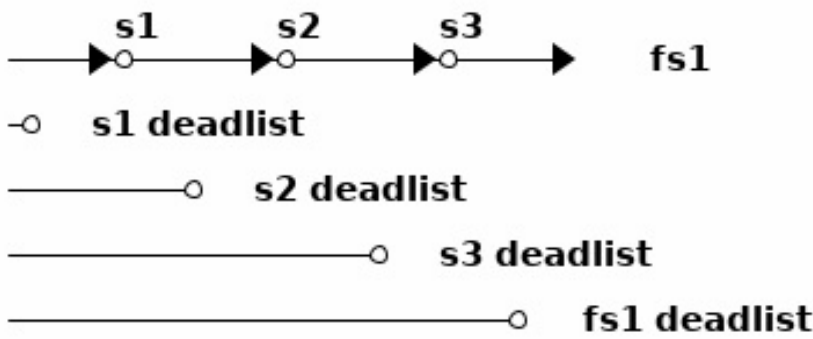 s1 s2 s3
fs1
s1 deadlist
s2 deadlist
s3 deadlist
fs1 deadlist